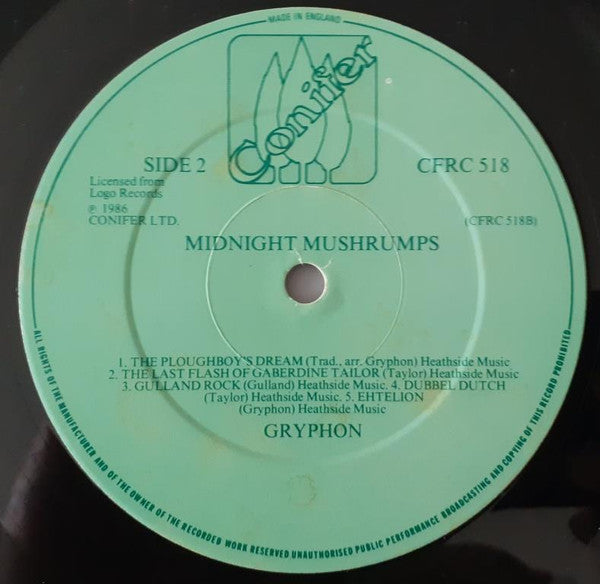 MADE IN ENGLAND
Conifer
SIDE 2
CFRC 518
Licensed from
Logo Records
℗ 1986
CONIFER LTD.
(CFRC 518B)
MIDNIGHT MUSHRUMPS
1. THE PLOUGHBOY'S DREAM (Trad., arr. Gryphon) Heathside Music
2. THE LAST FLASH OF GABERDINE TAILOR (Taylor) Heathside Music
3. GULLAND ROCK (Gulland) Heathside Music. 4. DUBBEL DUTCH
(Taylor) Heathside Music. 5. EHTELION
(Gryphon) Heathside Music
GRYPHON
ALL RIGHTS OF THE MANUFACTURER AND OF THE OWNER OF THE RECORDED WORK RESERVED UNAUTHORISED PUBLIC PERFORMANCE BROADCASTING AND COPYING OF THIS RECORD PROHIBITED